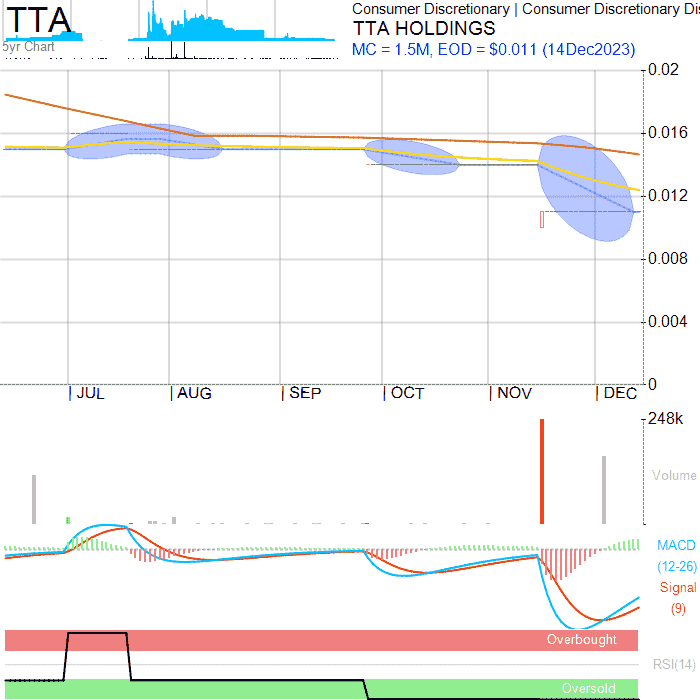 TTA
5yr Chart
Consumer Discretionary | Consumer Discretionary Dis
TTA HOLDINGS
MC = 1.5M, EOD = $0.011 (14Dec2023)
0.02
0.016
0.012
0.008
0.004
0
| JUL | AUG | SEP | OCT | NOV | DEC
248k
Volume
MACD
(12-26)
Signal
(9)
Overbought
RSI(14)
Oversold